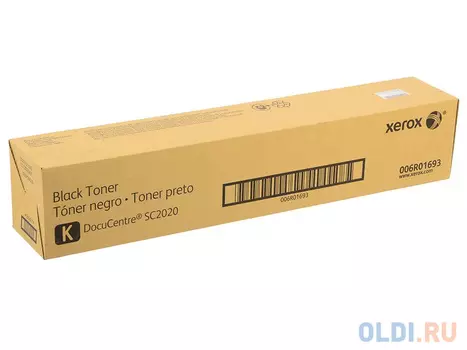 xerox
006R01693
www.xerox.com
Black Toner
Tóner negro • Toner preto
K
DocuCentre® SC2020
006R01693
OLDI.RU